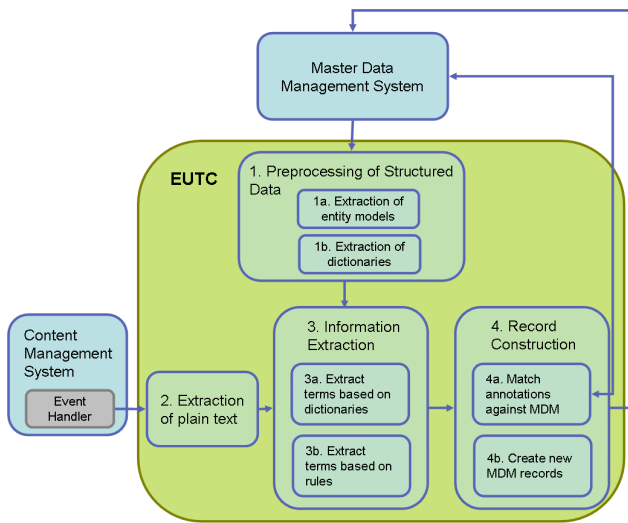 Master Data
Management System
EUTC
1. Preprocessing of Structured
Data
1a. Extraction of
entity models
1b. Extraction of
dictionaries
Content
Management
System
Event
Handler
2. Extraction
of plain text
3. Information
Extraction
3a. Extract
terms based on
dictionaries
3b. Extract
terms based on
rules
4. Record
Construction
4a. Match
annotations
against MDM
4b. Create new
MDM records